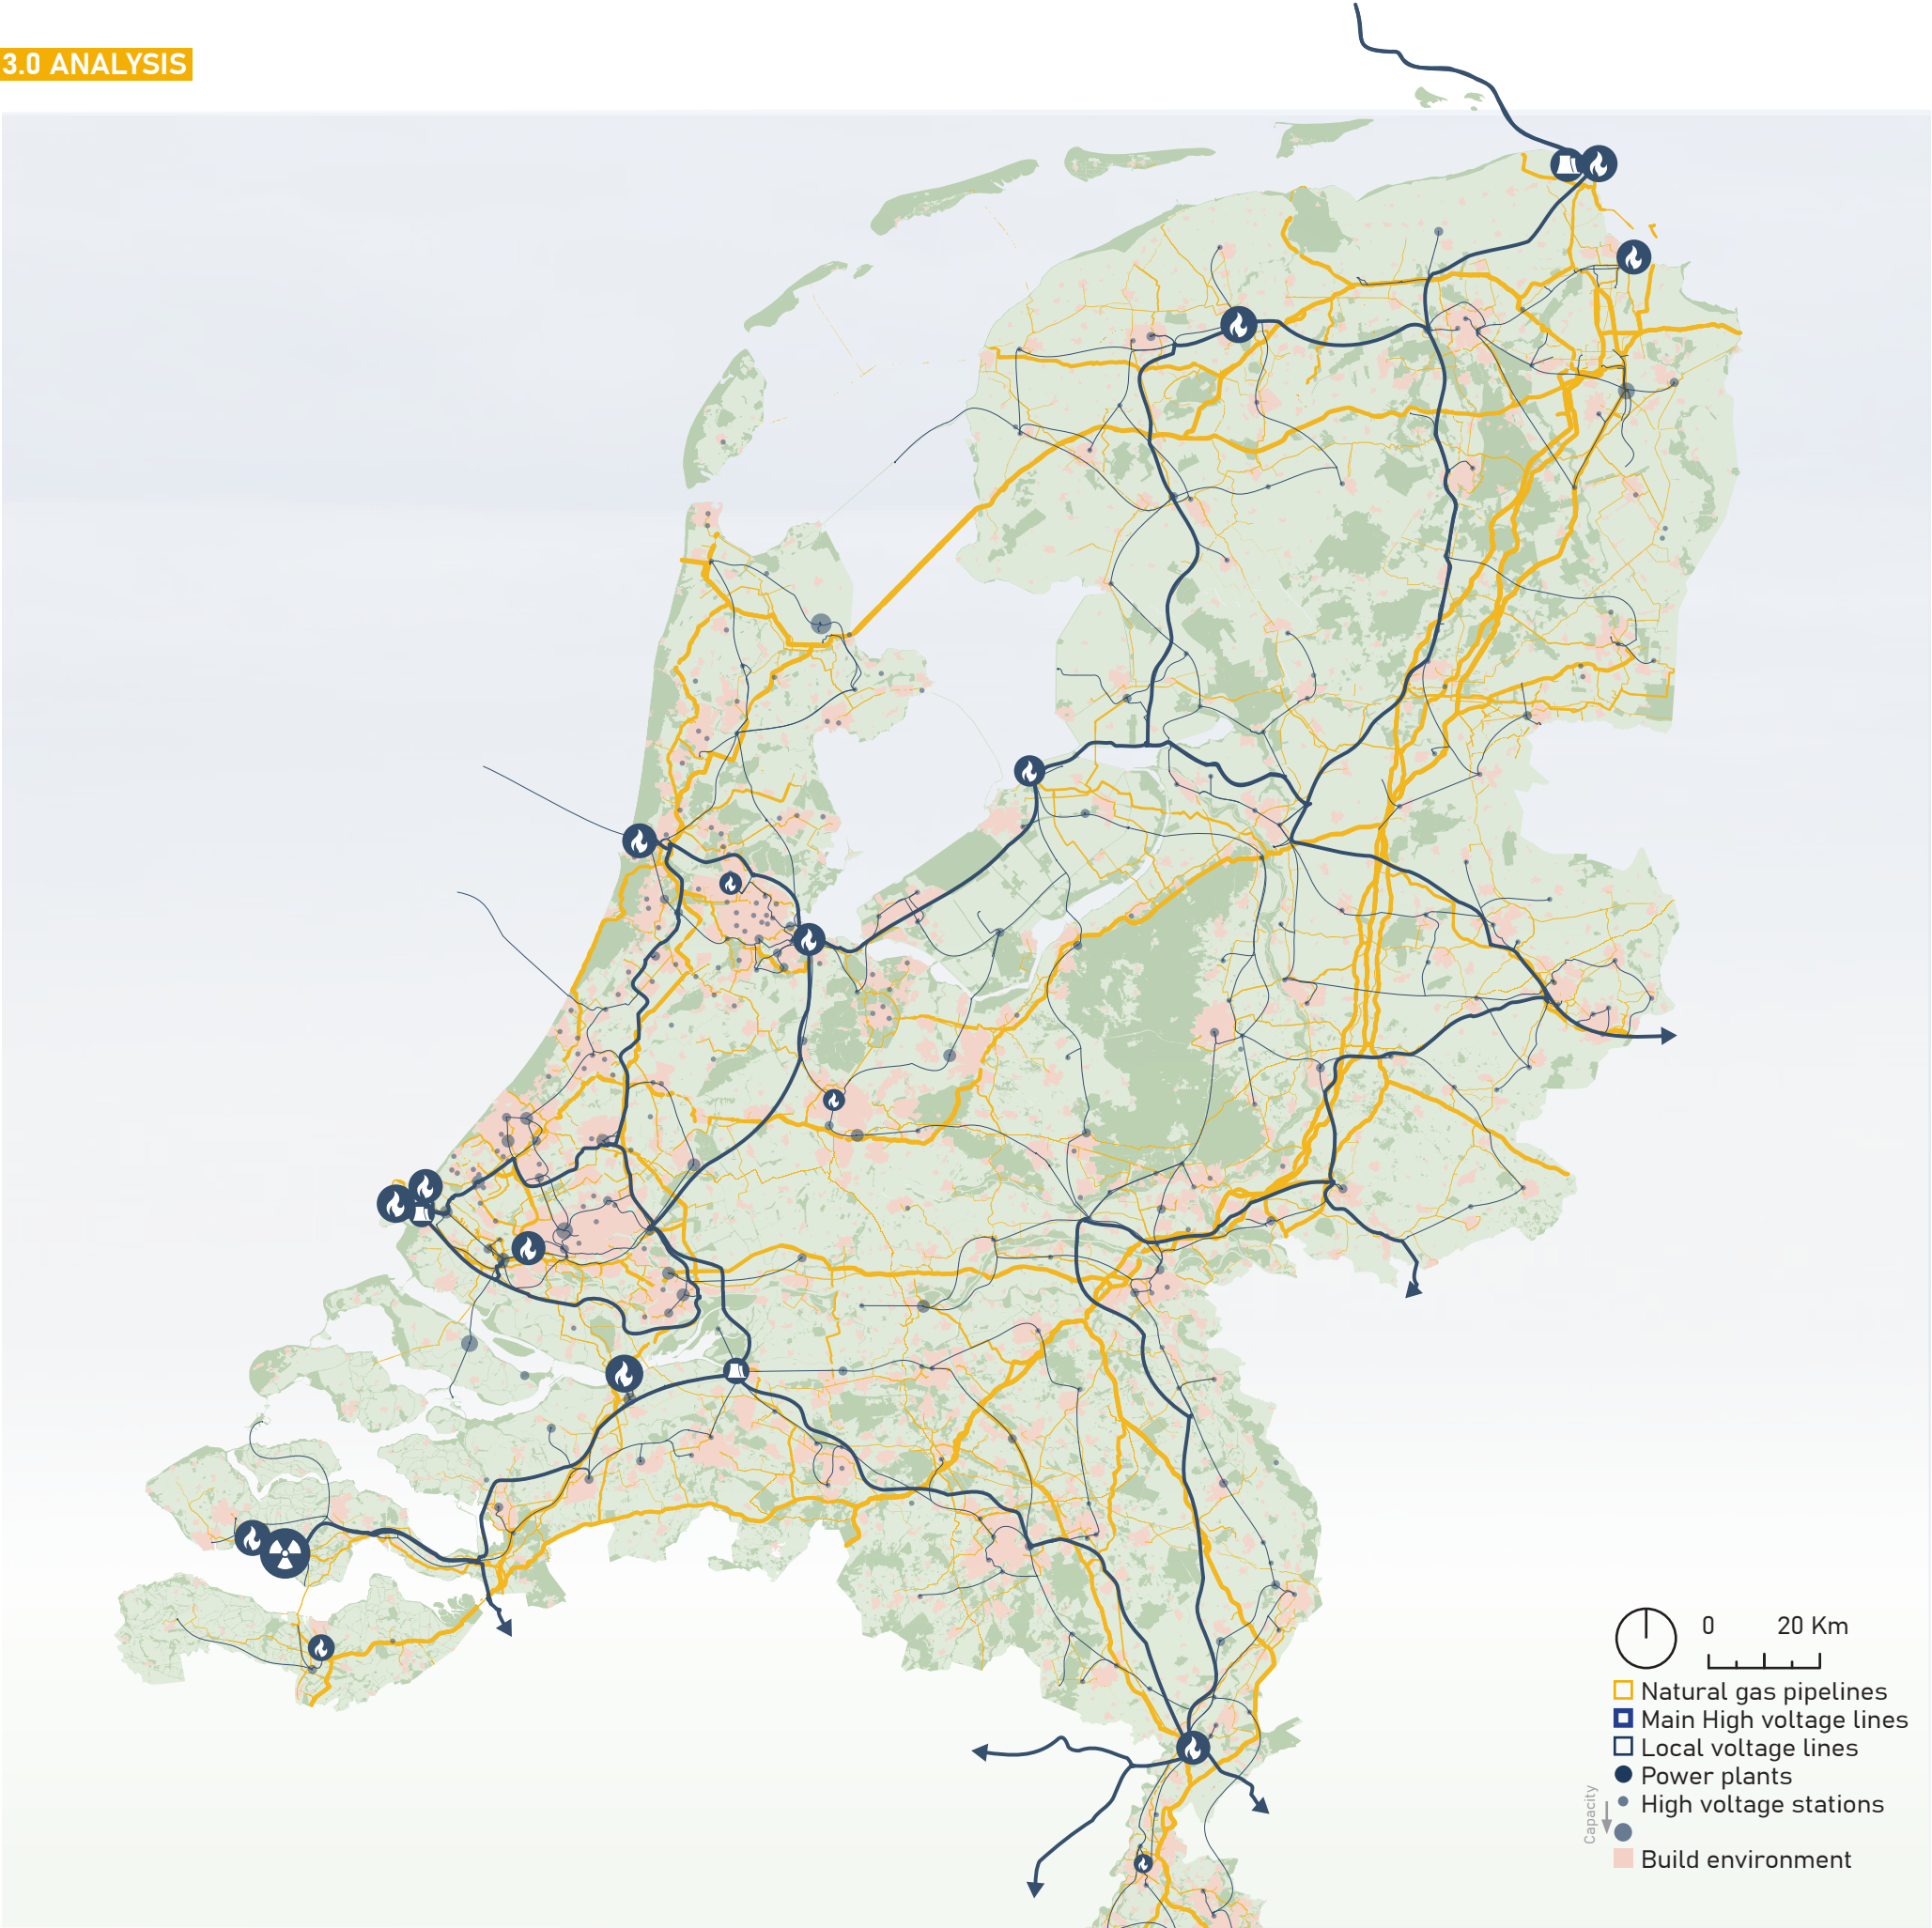 3.0 ANALYSIS
0 20 Km
Natural gas pipelines
Main High voltage lines
Local voltage lines
Power plants
High voltage stations
Capacity
Build environment